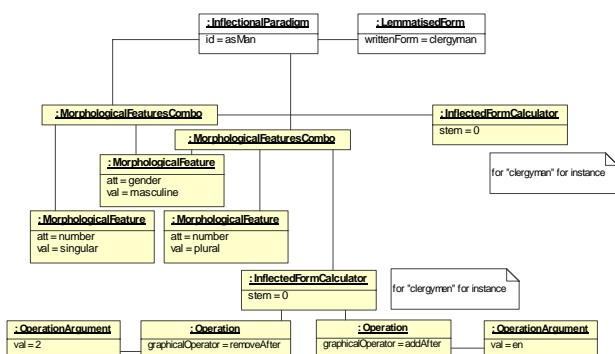 : InflectionalParadigm
id = asMan
: LemmatisedForm
writtenForm = clergyman
: MorphologicalFeaturesCombo
: InflectedFormCalculator
stem = 0
: MorphologicalFeaturesCombo
for "clergyman" for instance
: MorphologicalFeature
att = gender
val = masculine
: MorphologicalFeature
att = number
val = singular
: MorphologicalFeature
att = number
val = plural
: InflectedFormCalculator
stem = 0
for "clergymen" for instance
: OperationArgument
val = 2
: Operation
graphicalOperator = removeAfter
: Operation
graphicalOperator = addAfter
: OperationArgument
val = en